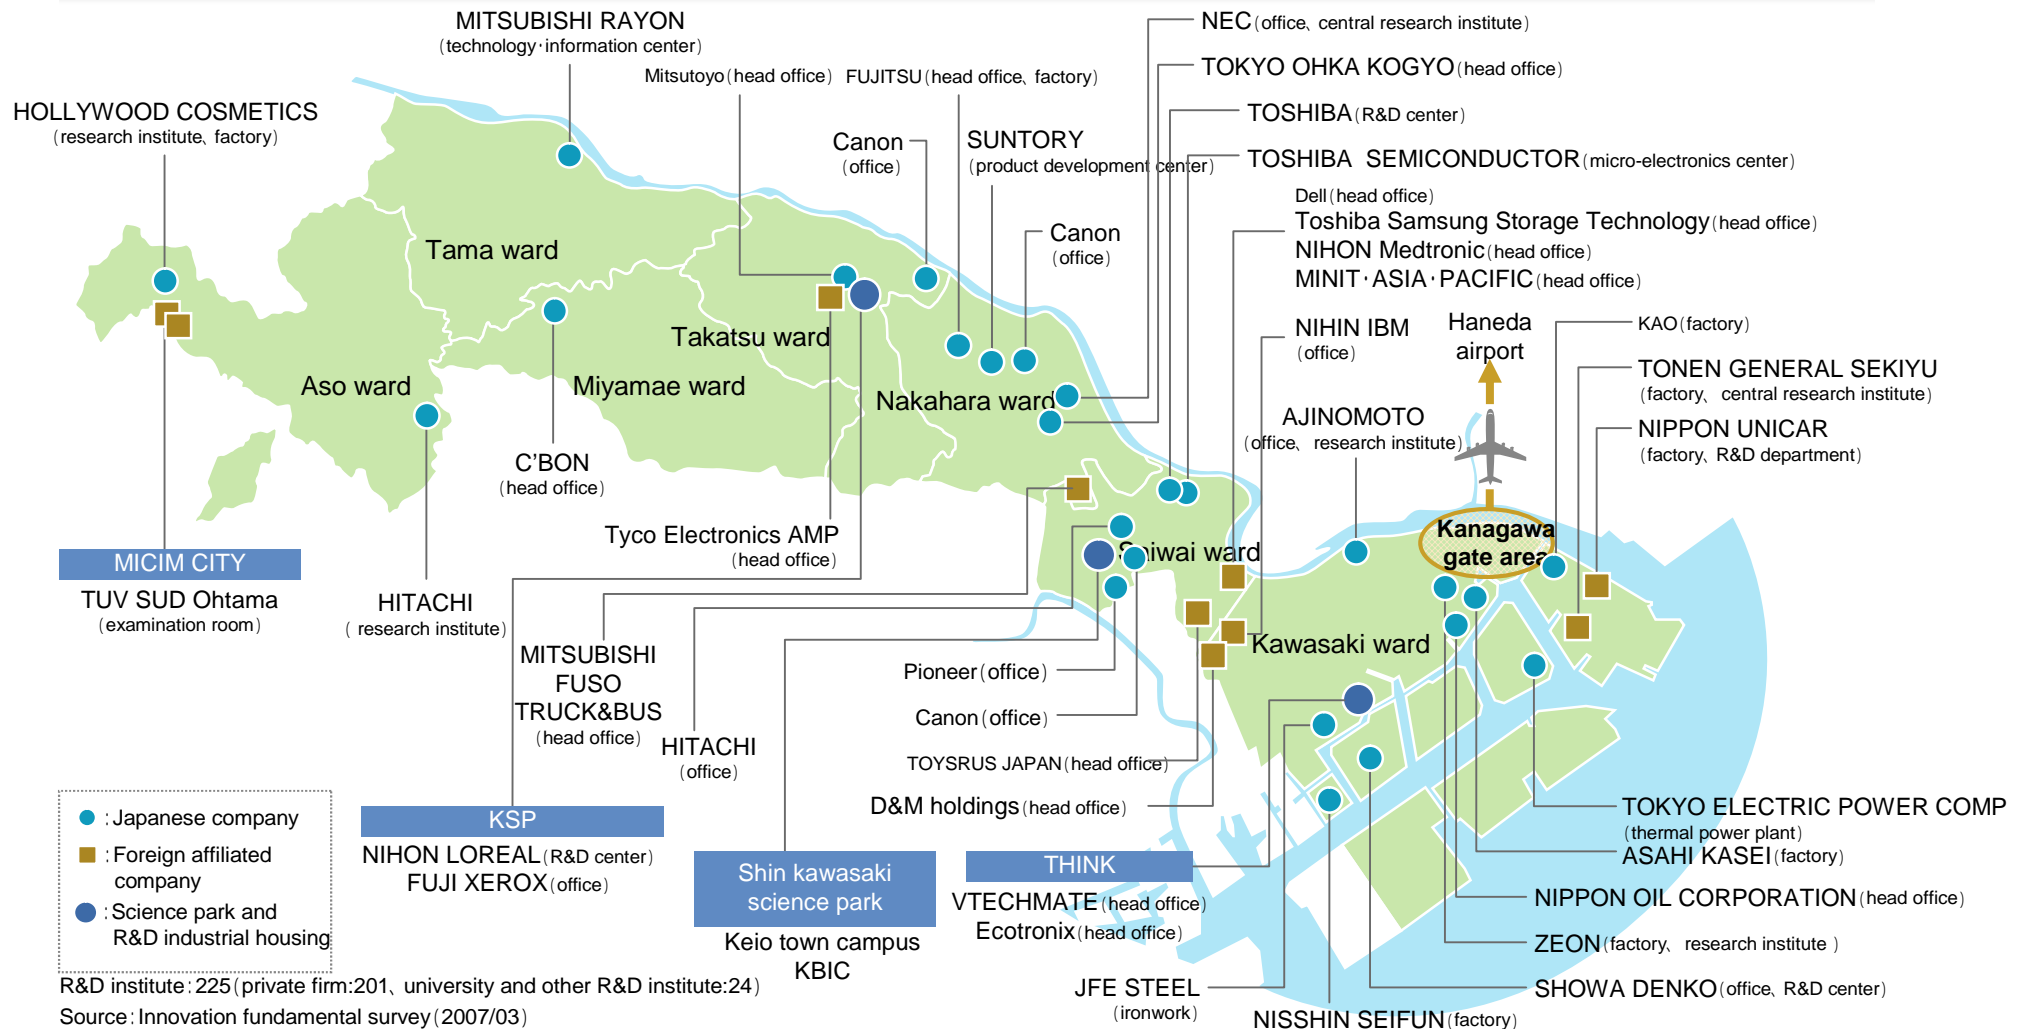 MITSUBISHI RAYON
(technology·information center)
NEC(office、central research institute)
Mitsutoyo(head office)
FUJITSU(head office、factory)
TOKYO OHKA KOGYO(head office)
HOLLYWOOD COSMETICS
(research institute、factory)
TOSHIBA(R&D center)
Canon
(office)
SUNTORY
(product development center)
TOSHIBA SEMICONDUCTOR(micro-electronics center)
Dell(head office)
Toshiba Samsung Storage Technology(head office)
NIHON Medtronic(head office)
MINIT·ASIA·PACIFIC(head office)
Canon
(office)
Tama ward
Takatsu ward
Aso ward
Miyamae ward
Nakahara ward
NIHIN IBM
(office)
Haneda
airport
KAO(factory)
TONEN GENERAL SEKIYU
(factory、central research institute)
AJINOMOTO
(office、research institute)
NIPPON UNICAR
(factory、R&D department)
C'BON
(head office)
Tyco Electronics AMP
(head office)
Saiwai ward
Kanagawa
gate area
MICIM CITY
TUV SUD Ohtama
(examination room)
HITACHI
( research institute)
MITSUBISHI
FUSO
TRUCK&BUS
(head office)
HITACHI
(office)
Kawasaki ward
Pioneer(office)
Canon(office)
TOYSRUS JAPAN(head office)
D&M holdings(head office)
: Japanese company
: Foreign affiliated
company
: Science park and
R&D industrial housing
KSP
NIHON LOREAL(R&D center)
FUJI XEROX(office)
Shin kawasaki
science park
Keio town campus
KBIC
THINK
VTECHMATE(head office)
Ecotronix(head office)
TOKYO ELECTRIC POWER COMP
(thermal power plant)
ASAHI KASEI(factory)
NIPPON OIL CORPORATION(head office)
ZEON(factory、research institute )
SHOWA DENKO(office、R&D center)
JFE STEEL
(ironwork)
NISSHIN SEIFUN(factory)
R&D institute:225(private firm:201、university and other R&D institute:24)
Source:Innovation fundamental survey(2007/03)